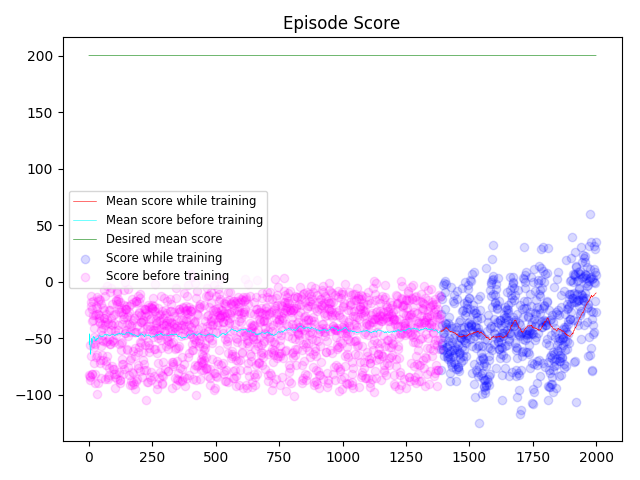 Episode Score
200
150
100
50
0
−50
−100
Mean score while training
Mean score before training
Desired mean score
Score while training
Score before training
0 250 500 750 1000 1250 1500 1750 2000